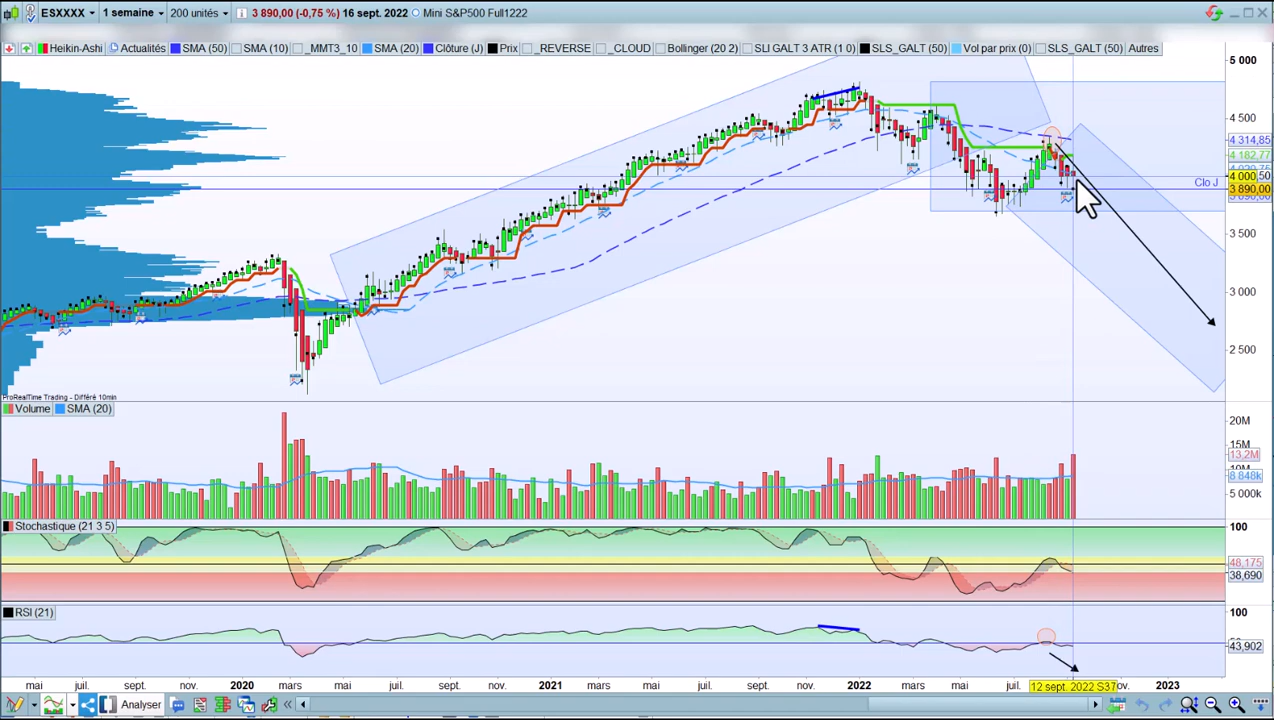 ESXXXX 1 semaine 200 unités 3 890,00 (-0,75 %) 16 sept. 2022 Mini S&P500 Full1222
Heikin-Ashi Actualités SMA (50) SMA (10) _MMT3_10 SMA (20) Clôture (J) Prix _REVERSE _CLOUD Bollinger (20 2) SLI GALT 3 ATR (1 0) SLS_GALT (50) Vol par prix (0) SLS_GALT (50) Autres
5 000
4 500
4 314,85
4 182,77
4 000,50
Clo J
3 890,00
3 500
3 000
2 500
ProRealTime Trading - Différé 10min
Volume SMA (20)
20M
15M
13,2M
10M
8 848k
5 000k
Stochastique (21 3 5)
100
48,175
38,690
RSI (21)
100
43,902
mai juil. sept. nov. 2020 mars mai juil. sept. nov. 2021 mars mai juil. sept. nov. 2022 mars mai juil. 12 sept. 2022 S37 ov. 2023
Analyser